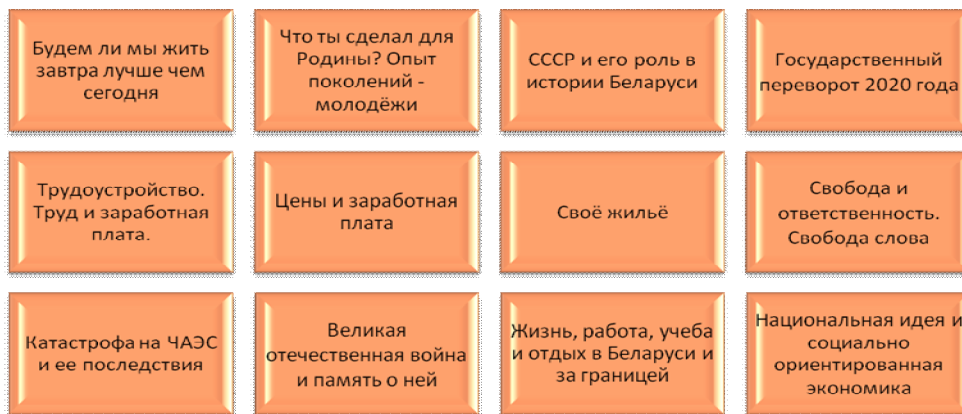 Будем ли мы жить
завтра лучше чем
сегодня
Что ты сделал для
Родины? Опыт
поколений -
молодёжи
СССР и его роль в
истории Беларуси
Государственный
переворот 2020 года
Трудоустройство.
Труд и заработная
плата.
Цены и заработная
плата
Своё жильё
Свобода и
ответственность.
Свобода слова
Катастрофа на ЧАЭС
и ее последствия
Великая
отечественная война
и память о ней
Жизнь, работа, учеба
и отдых в Беларуси и
за границей
Национальная идея и
социально
ориентированная
экономика